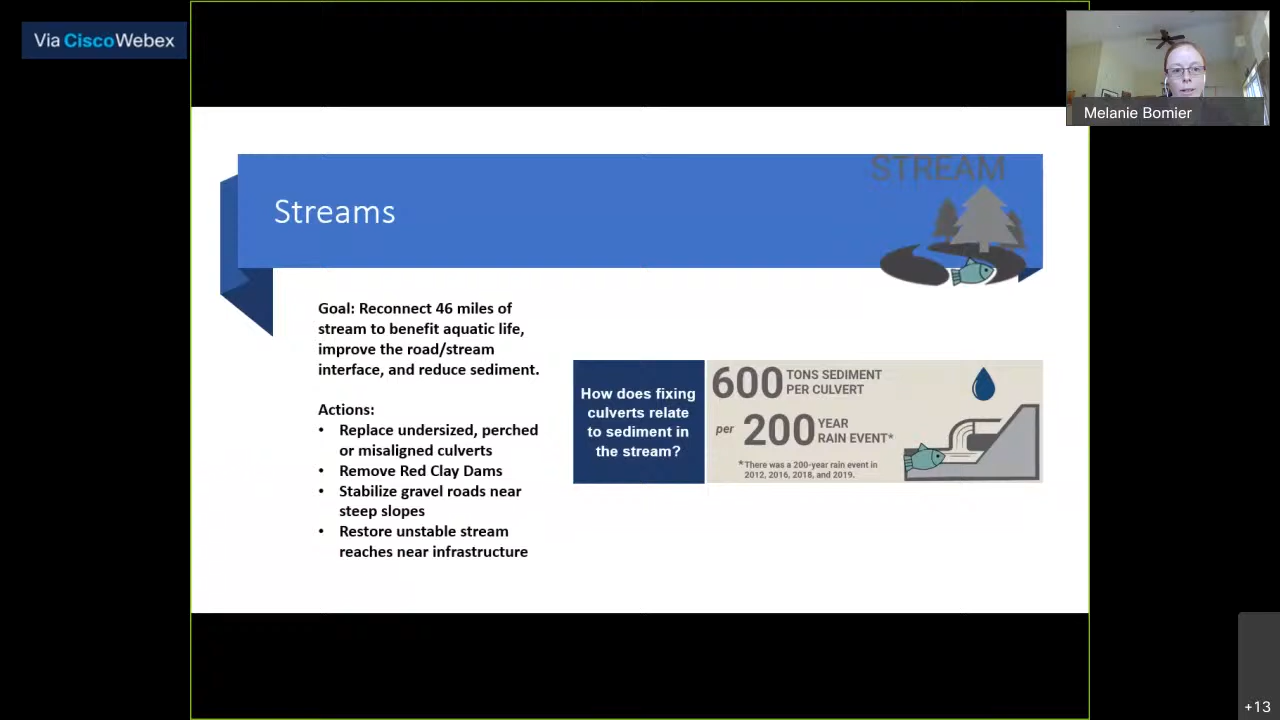 Via CiscoWebex
Melanie Bomier
STREAM
Streams
Goal: Reconnect 46 miles of
stream to benefit aquatic life,
improve the road/stream
interface, and reduce sediment.
Actions:
• Replace undersized, perched
or misaligned culverts
• Remove Red Clay Dams
• Stabilize gravel roads near
steep slopes
• Restore unstable stream
reaches near infrastructure
How does fixing
culverts relate
to sediment in
the stream?
600 TONS SEDIMENT
PER CULVERT
per 200 YEAR
RAIN EVENT*
*There was a 200-year rain event in
2012, 2016, 2018, and 2019.
+13